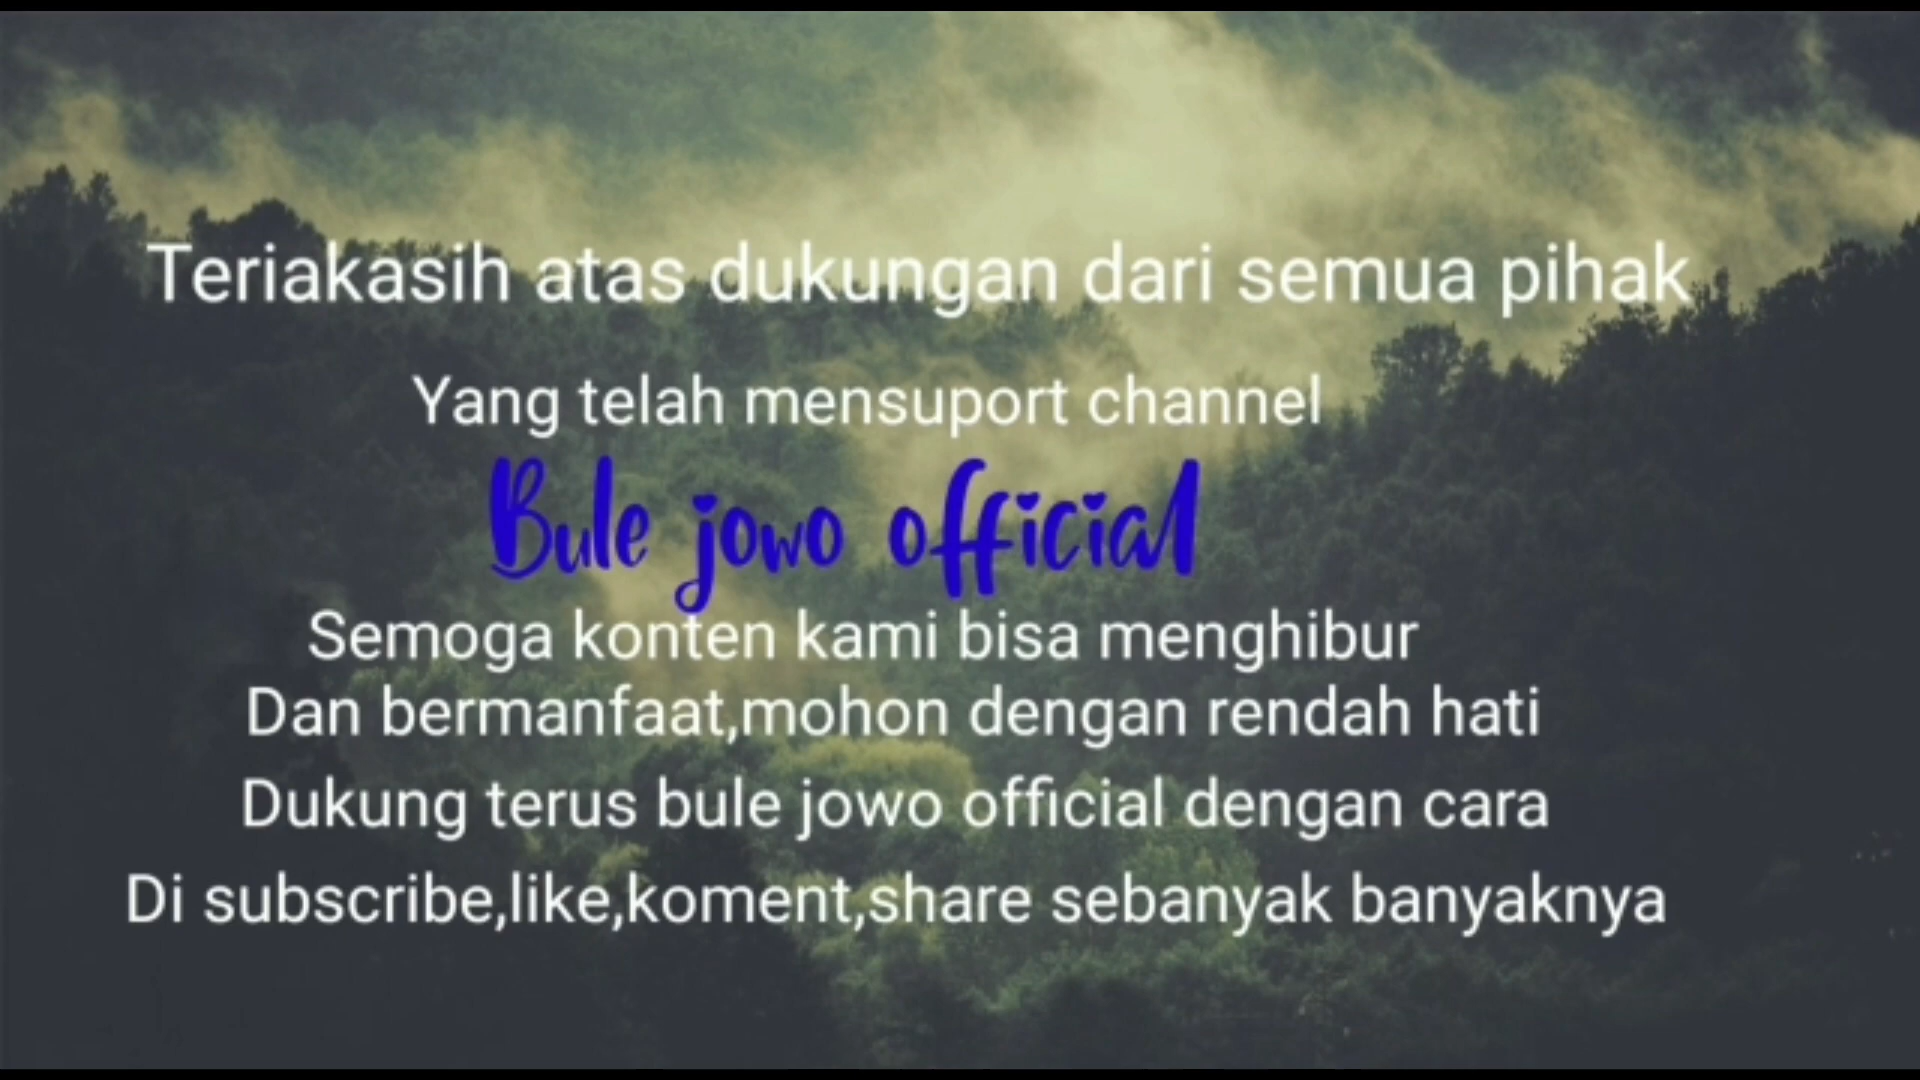 Teriakasih atas dukungan dari semua pihak
Yang telah mensuport channel
Bule jowo official
Semoga konten kami bisa menghibur
Dan bermanfaat,mohon dengan rendah hati
Dukung terus bule jowo official dengan cara
Di subscribe,like,koment,share sebanyak banyaknya